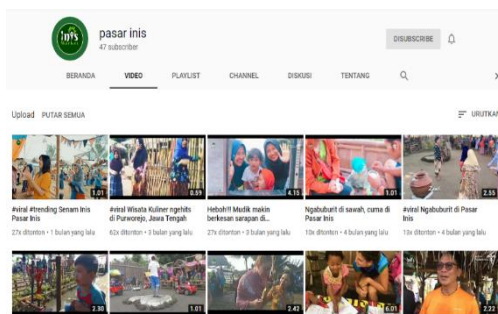 inis
pasar inis
47 subscriber
DISUBSCRIBE
BERANDA VIDEO PLAYLIST CHANNEL DISKUSI TENTANG
Upload PUTAR SEMUA
URUTKAN
1.01 0.59 4.15 1.01 2.55
#viral #trending Senam Inis Pasar Inis
#viral Wisata Kuliner ngehits di Purworejo, Jawa Tengah
Heboh!!! Mudik makin berkesan sarapan di...
Ngabuburit di sawah, cuma di Pasar Inis
#viral Ngabuburit di Pasar Inis
27x ditonton • 1 bulan yang lalu
62x ditonton • 3 bulan yang lalu
27x ditonton • 3 bulan yang lalu
10x ditonton • 4 bulan yang lalu
13x ditonton • 4 bulan yang lalu
2.30 1.01 2.42 6.01 2.22